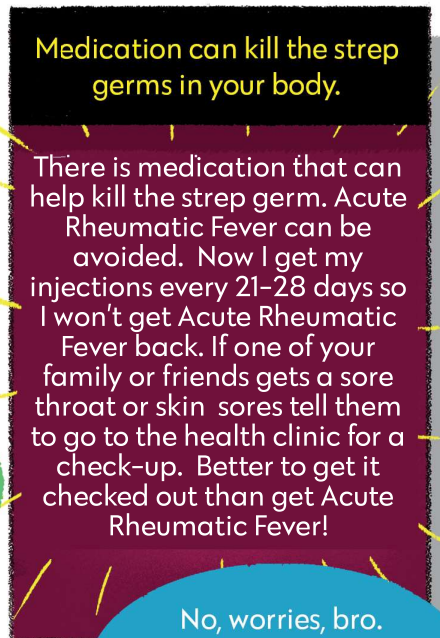 Medication can kill the strep
germs in your body.
There is medication that can
help kill the strep germ. Acute
Rheumatic Fever can be
avoided.  Now I get my
injections every 21-28 days so
I won't get Acute Rheumatic
Fever back. If one of your
family or friends gets a sore
throat or skin  sores tell them
to go to the health clinic for a
check-up.  Better to get it
checked out than get Acute
Rheumatic Fever!
No, worries, bro.